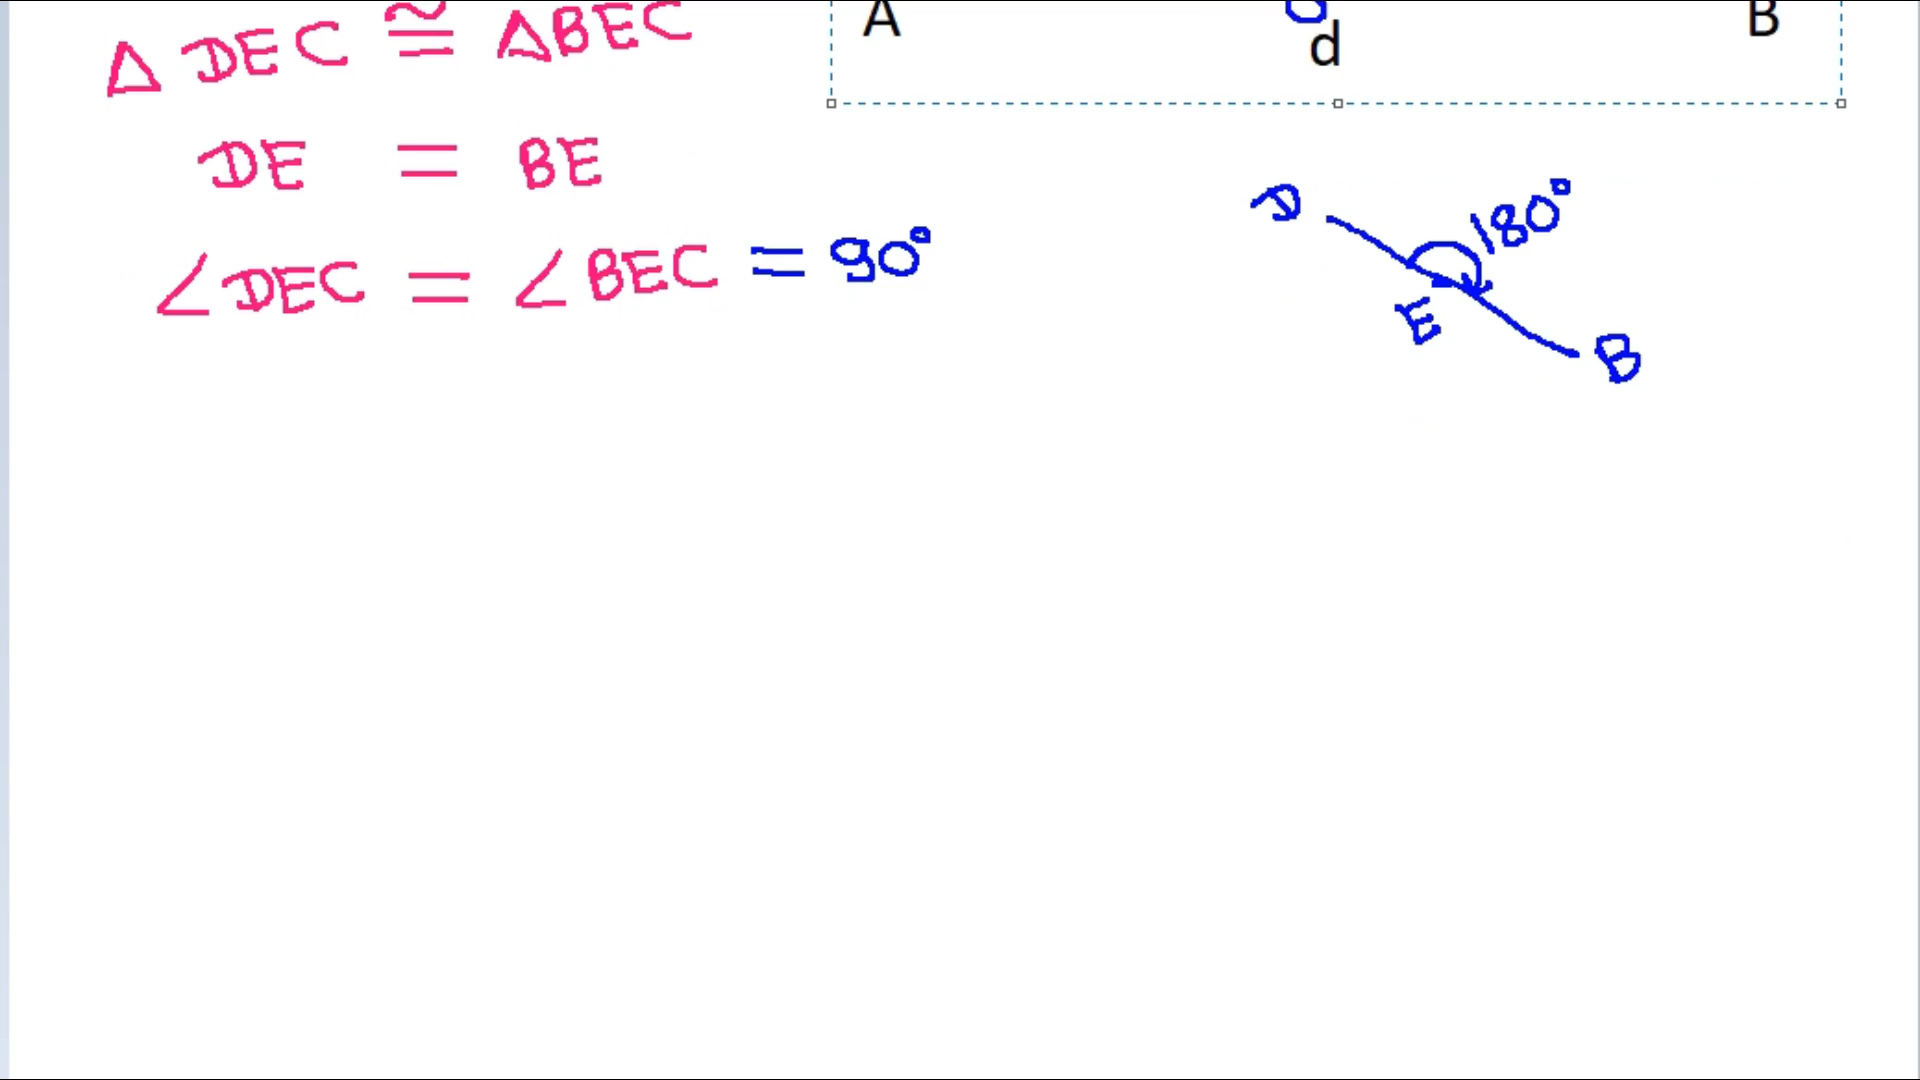 Δ DEC ≅ ΔBEC
A d B
DE = BE
∠DEC = ∠BEC = 90°
D 180°
E B